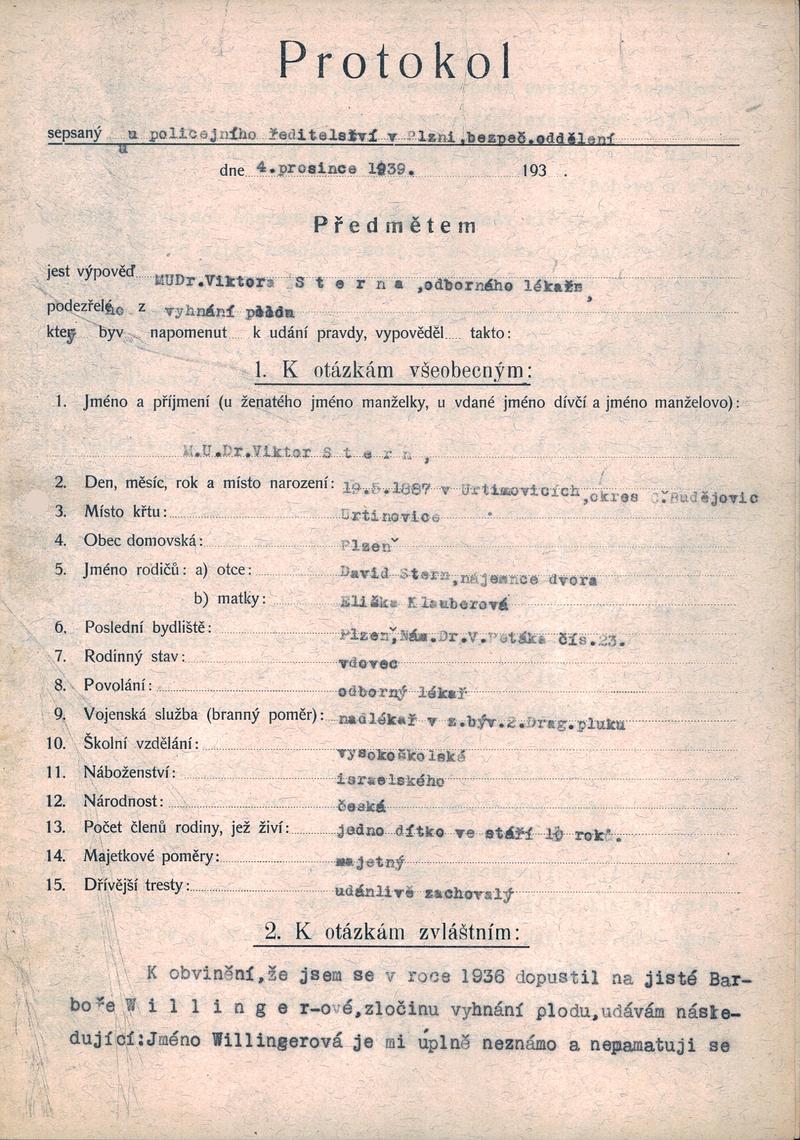 Protokol
sepsaný u policejního ředitelství v Plzni,bezpeč.oddělení
u
dne 4.prosince 1939. 193 .
Předmětem
jest výpověď MUDr.Viktora S t e r n a ,odborného lékaře,
podezřelého z vyhnání plodu
který byv napomenut k udání pravdy, vypověděl takto:
1. K otázkám všeobecným:
1. Jméno a příjmení (u ženatého jméno manželky, u vdané jméno dívčí a jméno manželovo):
M.U.Dr.Viktor S t e r n ,
2. Den, měsíc, rok a místo narození: 19.5.1887 v Urtimovicích,okres Č.Budějovic
3. Místo křtu: Urtinovice
4. Obec domovská: Plzeň
5. Jméno rodičů: a) otce: David Stern,nájemnce dvora
b) matky: Eliška Klauberová
6. Poslední bydliště: Plzeň,Nám.Dr.V.Petáka čís.23.
7. Rodinný stav: vdovec
8. Povolání: odborný lékař
9. Vojenská služba (branný poměr): nadlékař v z.býv.2.Drag.pluku
10. Školní vzdělání: vysokoškolské
11. Náboženství: israelského
12. Národnost: česká
13. Počet členů rodiny, jež živí: jedno dítko ve stáří 10 rok°.
14. Majetkové poměry: majetný
15. Dřívější tresty: udánlivě zachovalý
2. K otázkám zvláštním:
K obvinění,že jsem se v roce 1936 dopustil na jisté Bar-
boře W i l l i n g e r-ové,zločinu vyhnání plodu,udávám násle-
dující:Jméno Willingerová je mi úplně neznámo a nepamatuji se